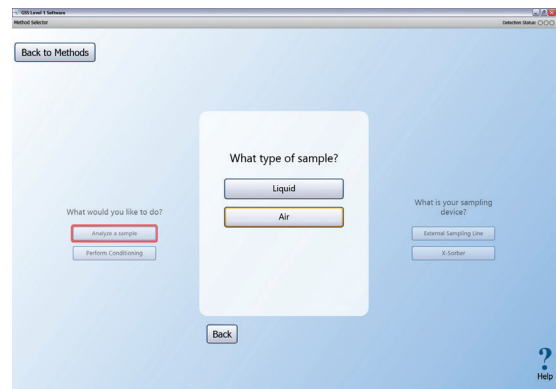 GSS Level 1 Software
Method Selector
Detection Status:
Back to Methods
What would you like to do?
Analyze a sample
Perform Conditioning
What type of sample?
Liquid
Air
Back
What is your sampling
device?
External Sampling Line
X-Sorber
?
Help